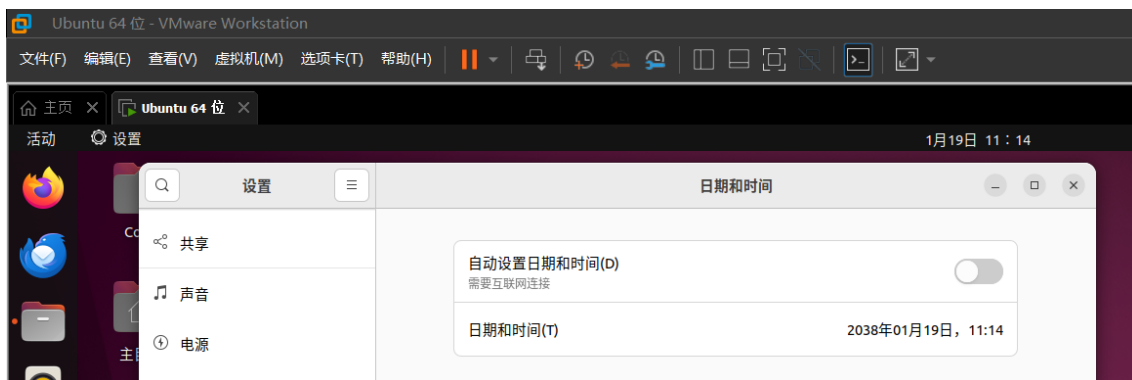 Ubuntu 64 位 - VMware Workstation
文件(F) 编辑(E) 查看(V) 虚拟机(M) 选项卡(T) 帮助(H)
主页 Ubuntu 64 位
活动 设置 1月19日 11：14
设置 日期和时间
共享
自动设置日期和时间(D)
需要互联网连接
声音
日期和时间(T) 2038年01月19日，11:14
电源